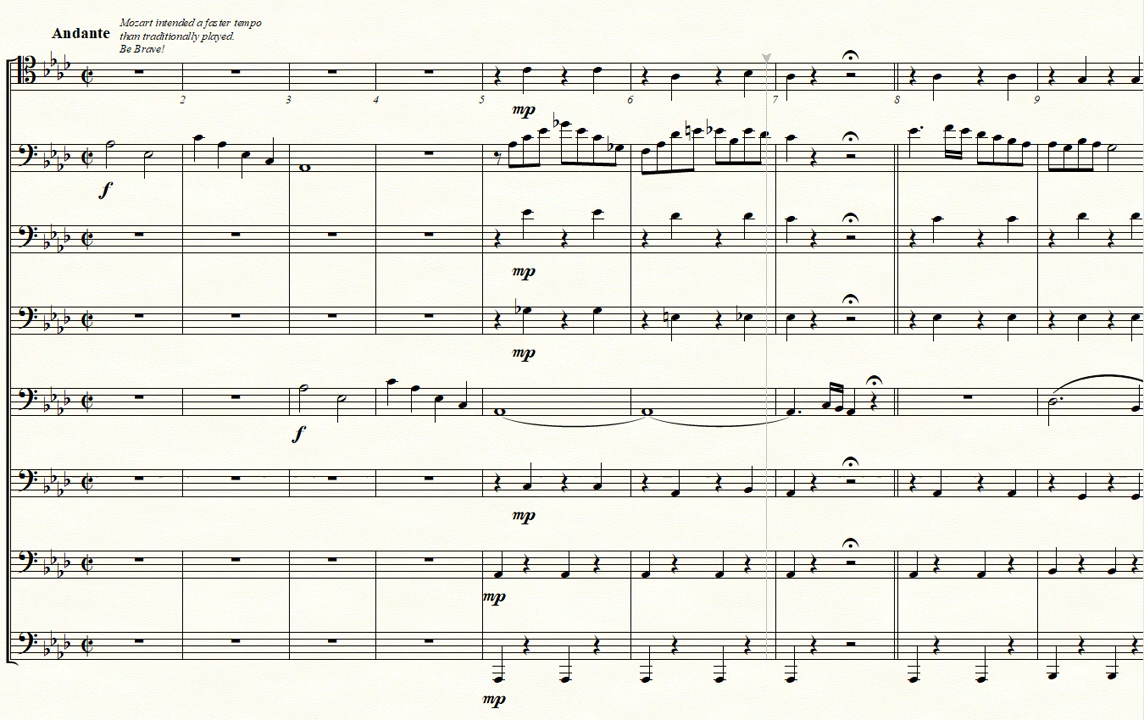 Andante
Mozart intended a faster tempo
than traditionally played.
Be Brave!
2 3 4 5 6 7 8 9
mp
f
mp
mp
f
mp
mp
mp